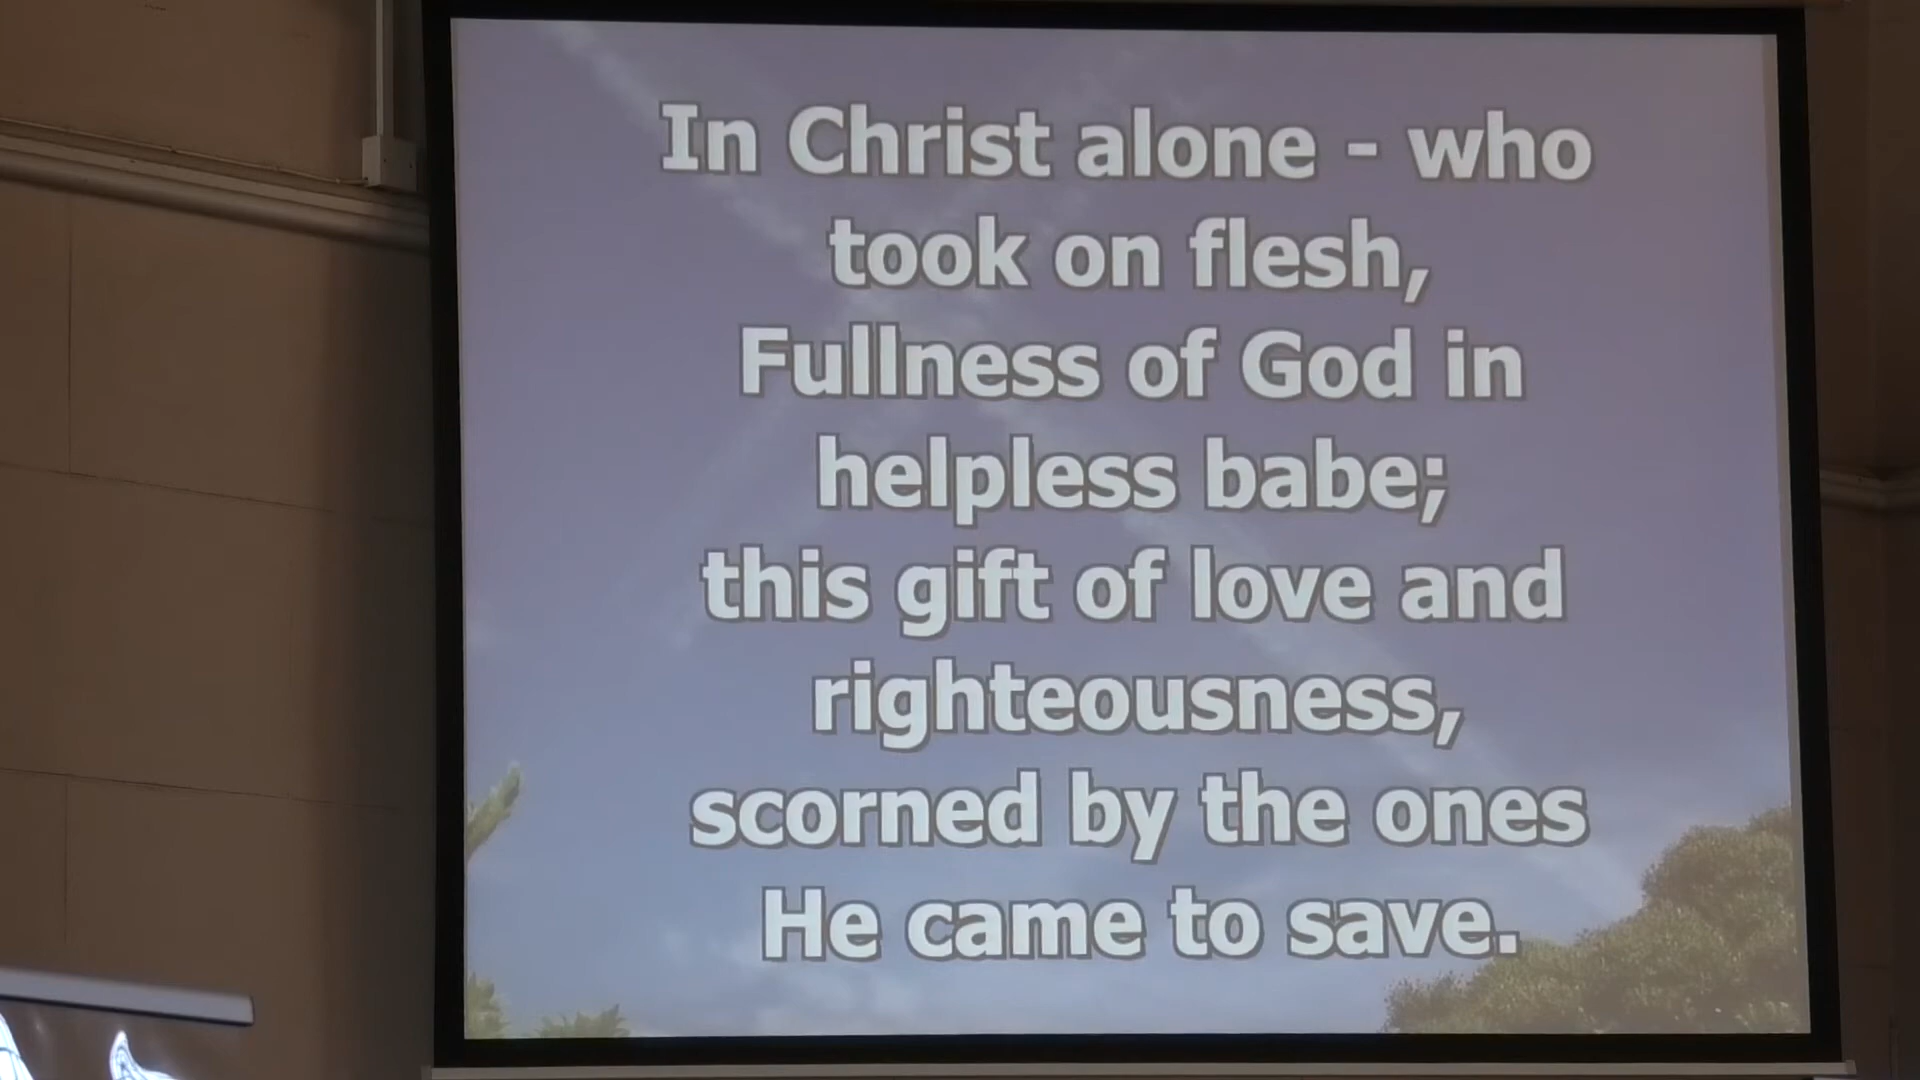 In Christ alone - who
took on flesh,
Fullness of God in
helpless babe;
this gift of love and
righteousness,
scorned by the ones
He came to save.